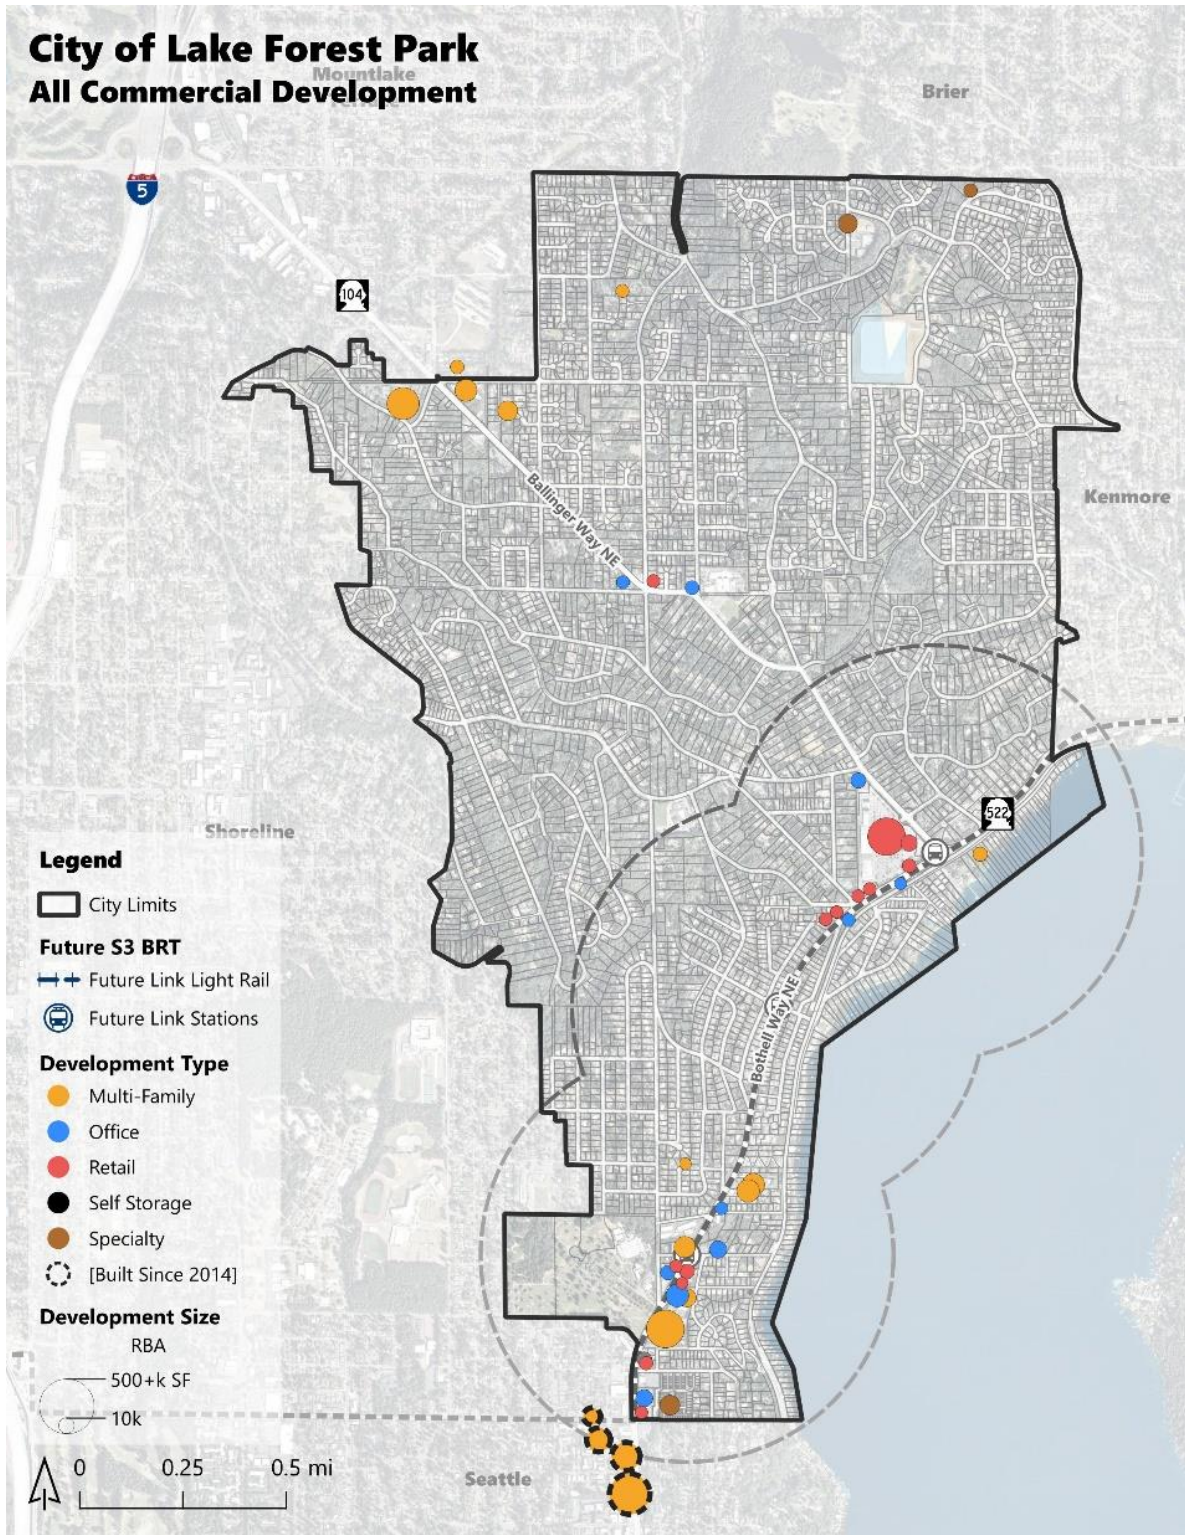 City of Lake Forest Park
All Commercial Development
Mountlake
Terrace
Brier
5
104
Kenmore
Ballinger Way NE
522
Shoreline
Bothell Way NE
Legend
City Limits
Future S3 BRT
Future Link Light Rail
Future Link Stations
Development Type
Multi-Family
Office
Retail
Self Storage
Specialty
[Built Since 2014]
Development Size
RBA
500+k SF
10k
0 0.25 0.5 mi
Seattle